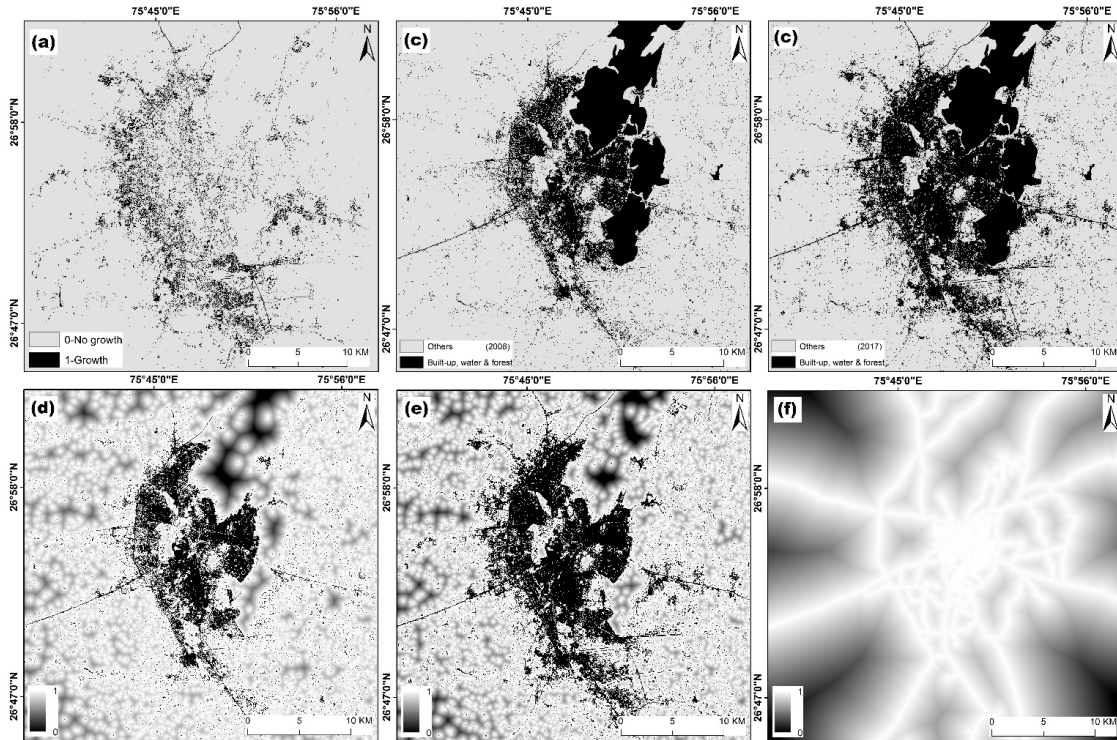 75°45'0"E 75°56'0"E 75°45'0"E 75°56'0"E 75°45'0"E 75°56'0"E
(a) N (c) N (c) N
26°58'0"N 26°58'0"N 26°58'0"N
26°47'0"N 26°47'0"N 26°47'0"N
0-No growth
1-Growth
0 5 10 KM
Others (2008)
Built-up, water & forest
0 5 10 KM
Others (2017)
Built-up, water & forest
0 5 10 KM
75°45'0"E 75°56'0"E 75°45'0"E 75°56'0"E 75°45'0"E 75°56'0"E
(d) N (e) N (f) N
26°58'0"N 26°58'0"N 26°58'0"N
26°47'0"N 26°47'0"N 26°47'0"N
1
0
0 5 10 KM
1
0
0 5 10 KM
1
0
0 5 10 KM